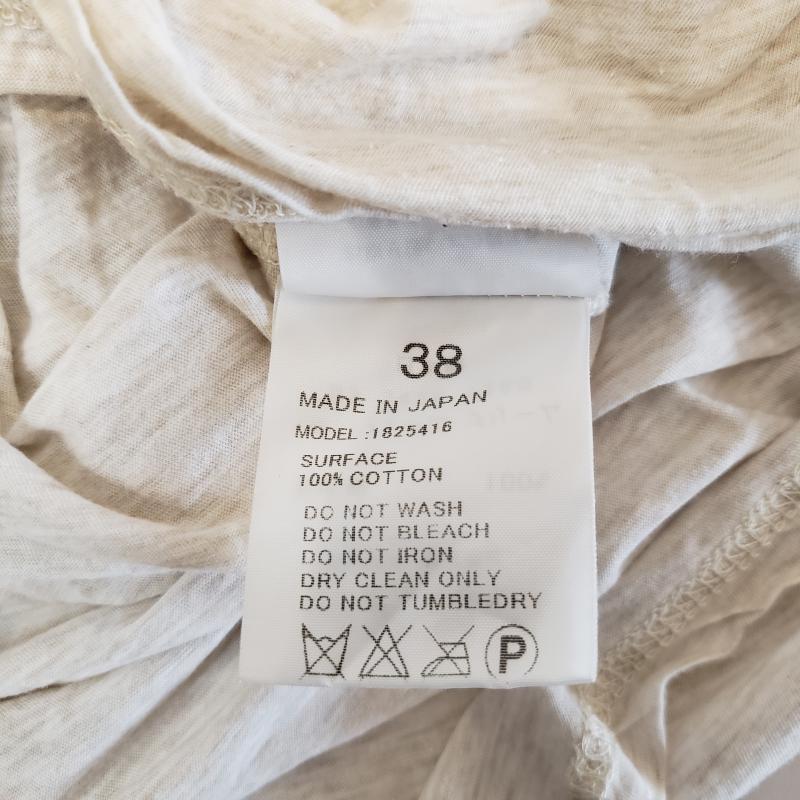 38
MADE IN JAPAN
MODEL :1825416
SURFACE
100% COTTON
DO NOT WASH
DO NOT BLEACH
DO NOT IRON
DRY CLEAN ONLY
DO NOT TUMBLEDRY
P